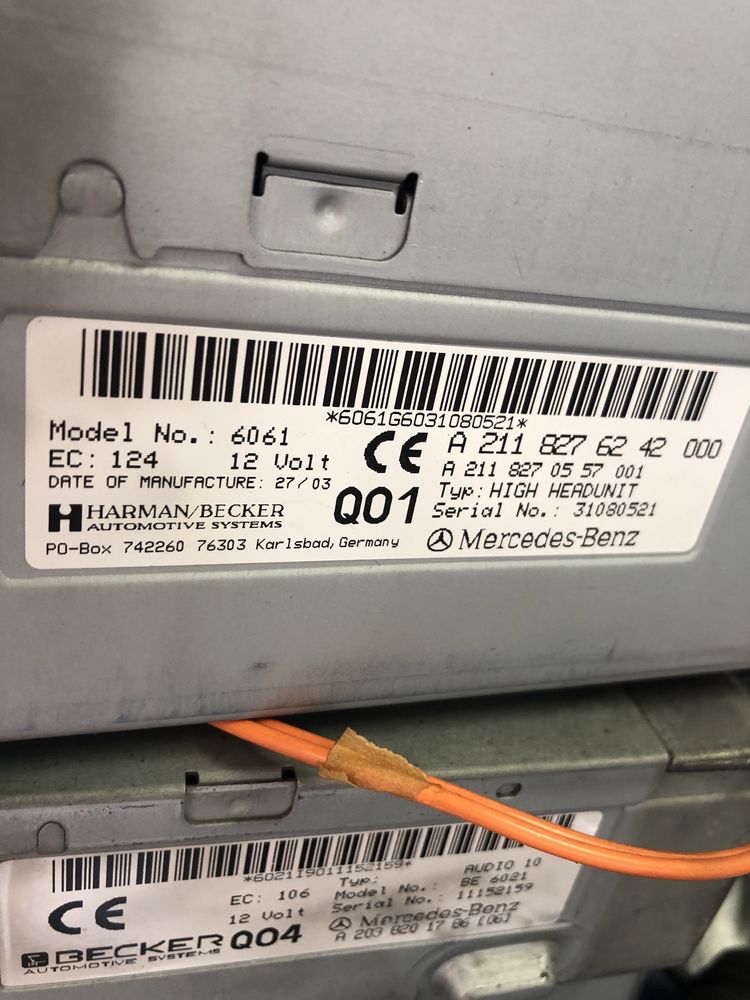 *6061G6031080521*
Model No.: 6061
EC: 124 12 Volt
DATE OF MANUFACTURE: 27/03
HARMAN/BECKER
AUTOMOTIVE SYSTEMS
PO-Box 742260 76303 Karlsbad, Germany
CE
Q01
A 211 827 62 42 000
A 211 827 05 57 001
Typ: HIGH HEADUNIT
Serial No.: 31080521
Mercedes-Benz
*6021I9011152159*
CE
EC: 106
12 Volt
BECKER
AUTOMOTIVE SYSTEMS
Q04
Typ: AUDIO 10
Model No.: BE 6021
Serial No.: 11152159
Mercedes-Benz
A 203 820 17 86 [06]